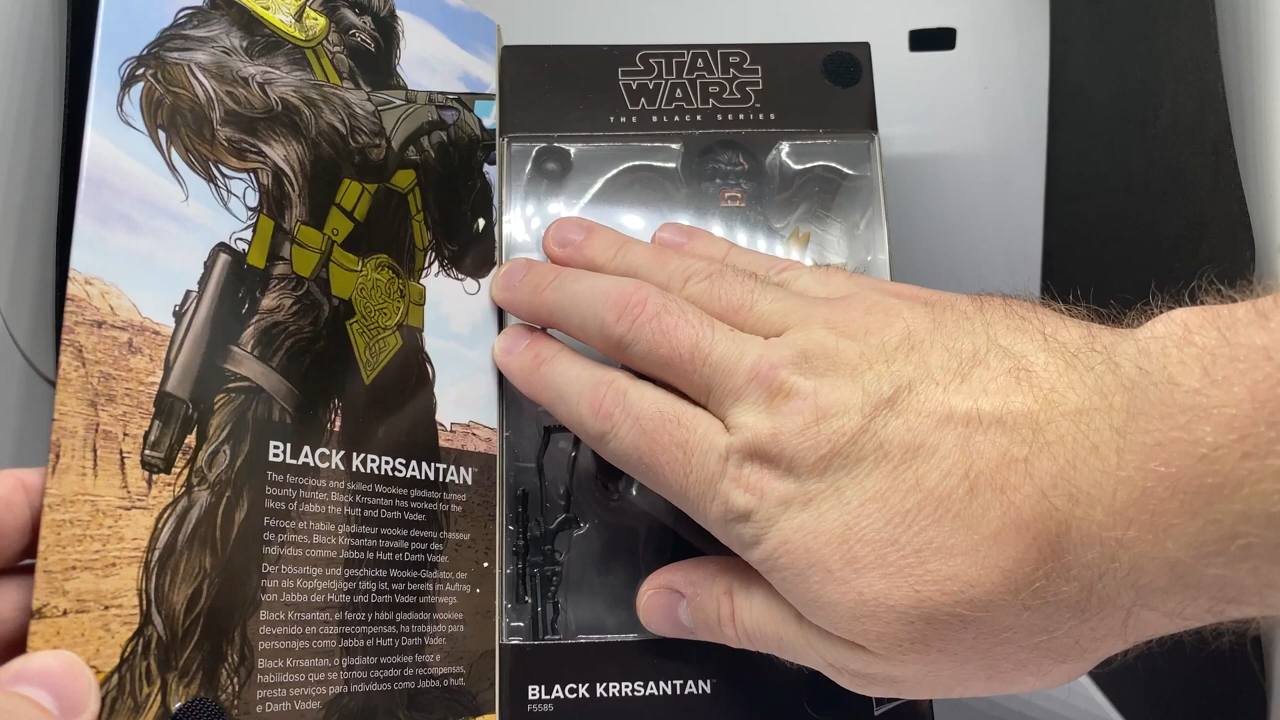 BLACK KRRSANTAN™
The ferocious and skilled Wookiee gladiator turned
bounty hunter, Black Krrsantan has worked for the
likes of Jabba the Hutt and Darth Vader.
Féroce et habile gladiateur wookie devenu chasseur
de primes, Black Krrsantan travaille pour des
individus comme Jabba le Hutt et Darth Vader.
Der bösartige und geschickte Wookie-Gladiator, der
nun als Kopfgeldjäger tätig ist, war bereits im Auftrag
von Jabba der Hutte und Darth Vader unterwegs.
Black Krrsantan, el feroz y hábil gladiador wookiee
devenido en cazarrecompensas, ha trabajado para
personajes como Jabba el Hutt y Darth Vader.
Black Krrsantan, o gladiator wookiee feroz e
habilidoso que se tornou caçador de recompensas,
presta serviços para indivíduos como Jabba, o hutt,
e Darth Vader.
STAR
WARS™
THE BLACK SERIES
BLACK KRRSANTAN™
F5585